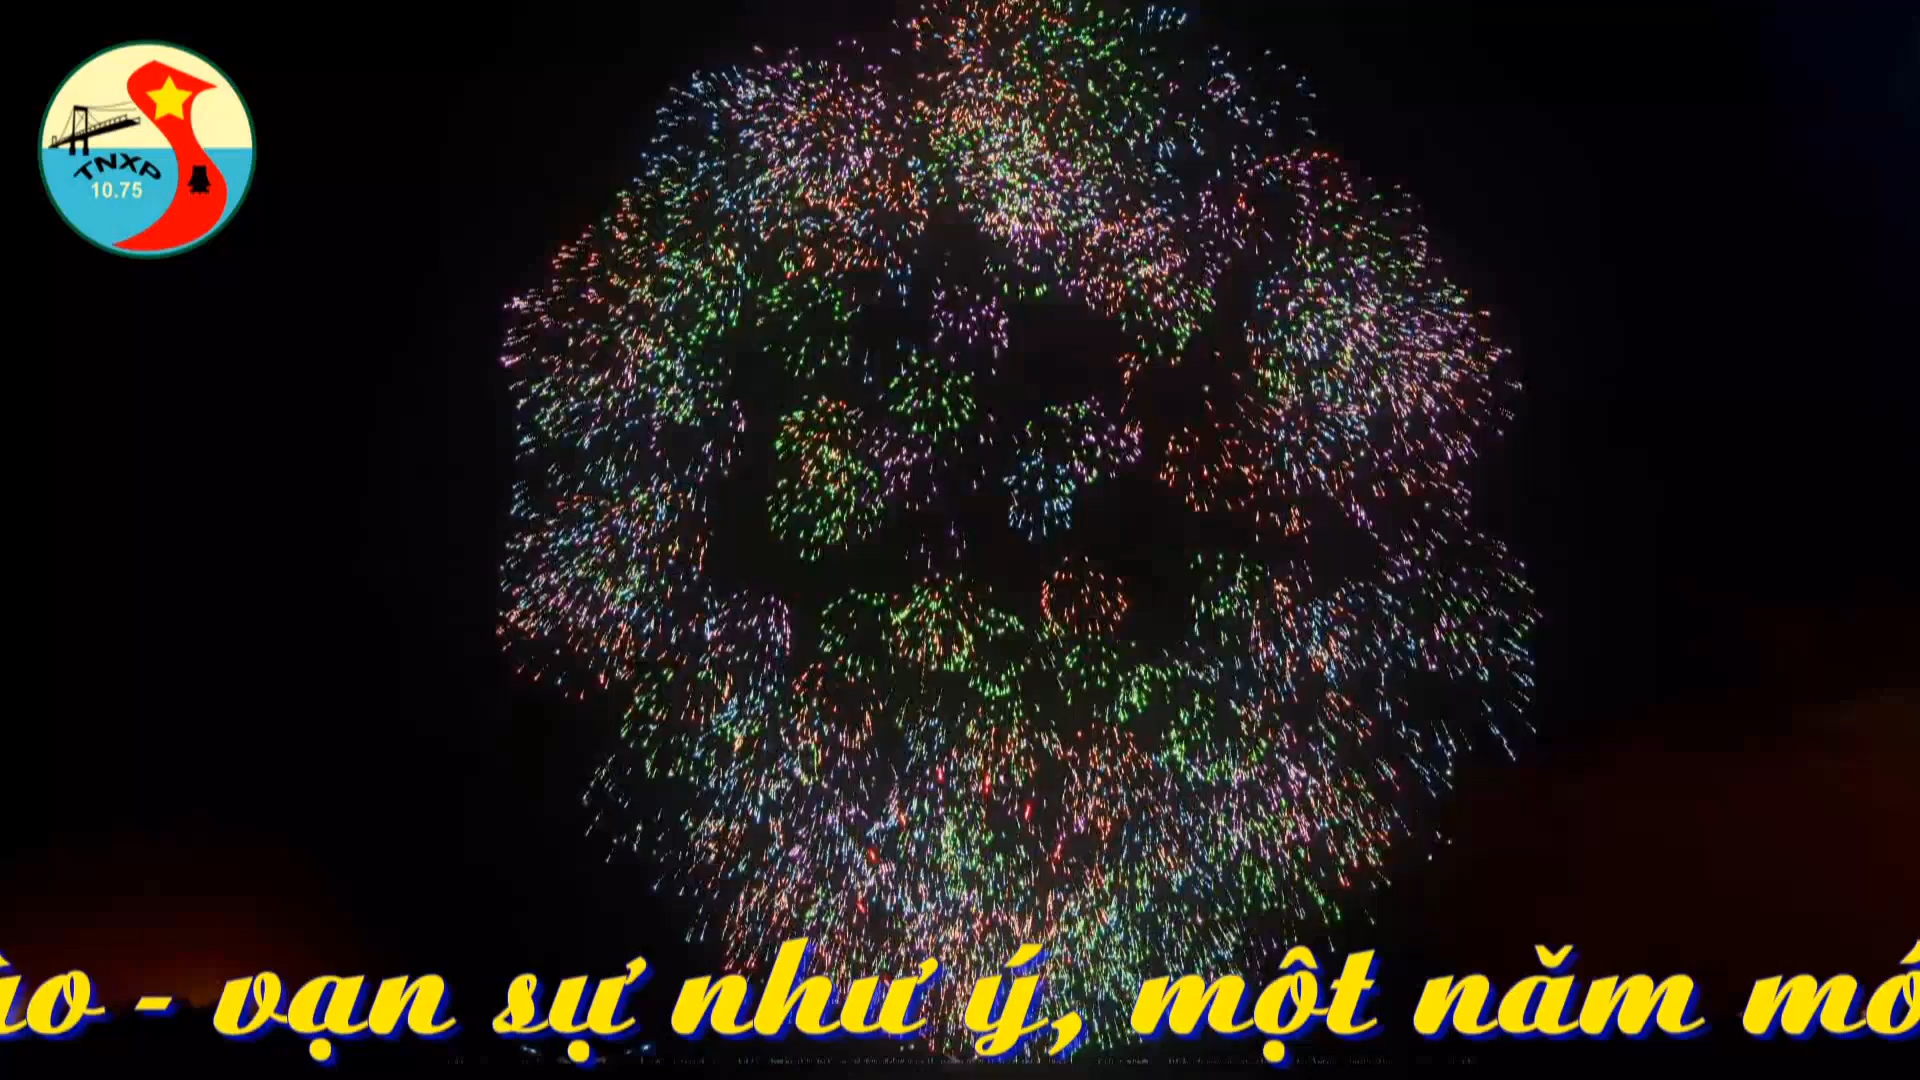 TNXP
10.75
ào - vạn sự như ý, một năm mớ